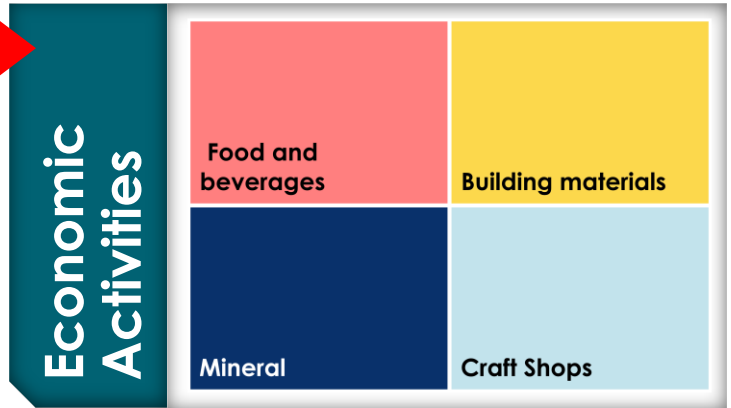 Economic
Activities
Food and
beverages
Building materials
Mineral
Craft Shops